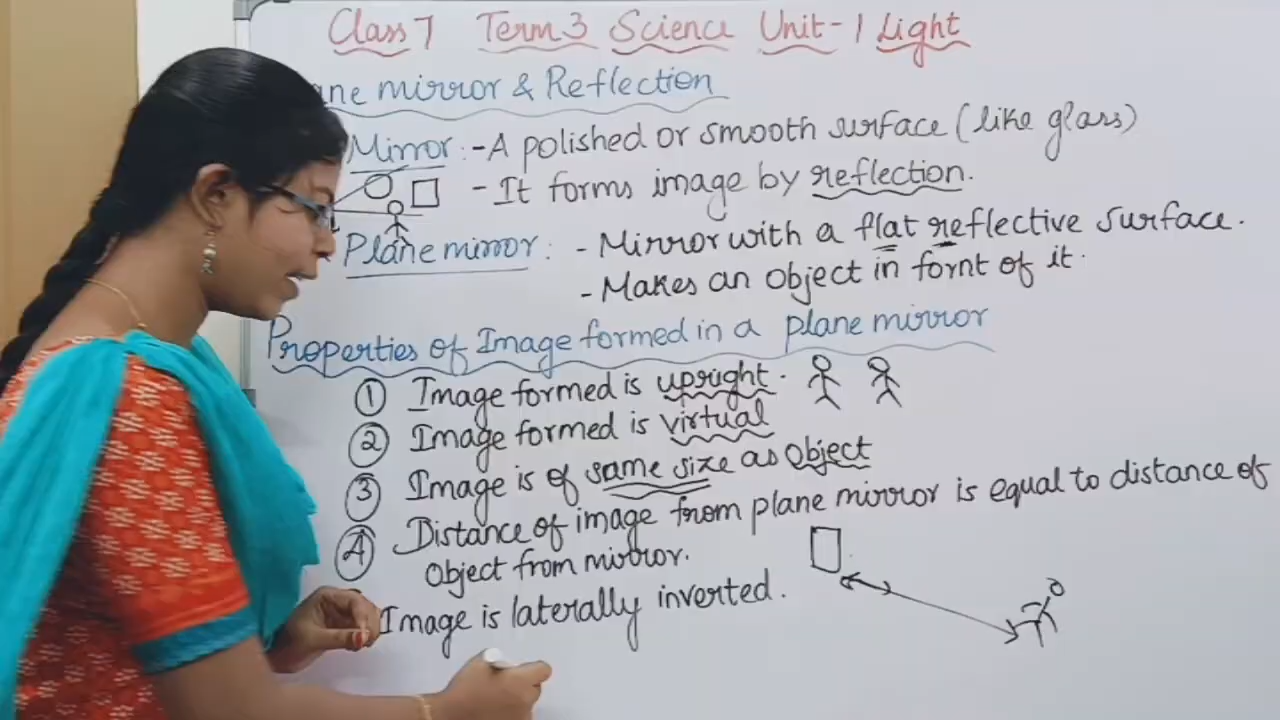 Class 7 Term 3 Science Unit-1 Light
ane mirror & Reflection
Mirror :- A polished or smooth surface (like glass)
- It forms image by reflection.
Plane mirror : - Mirror with a flat reflective surface.
- Makes an object in fornt of it.
Properties of Image formed in a plane mirror
1 Image formed is upright.
2 Image formed is virtual
3 Image is of same size as object
4 Distance of image from plane mirror is equal to distance of
object from mirror.
Image is laterally inverted.